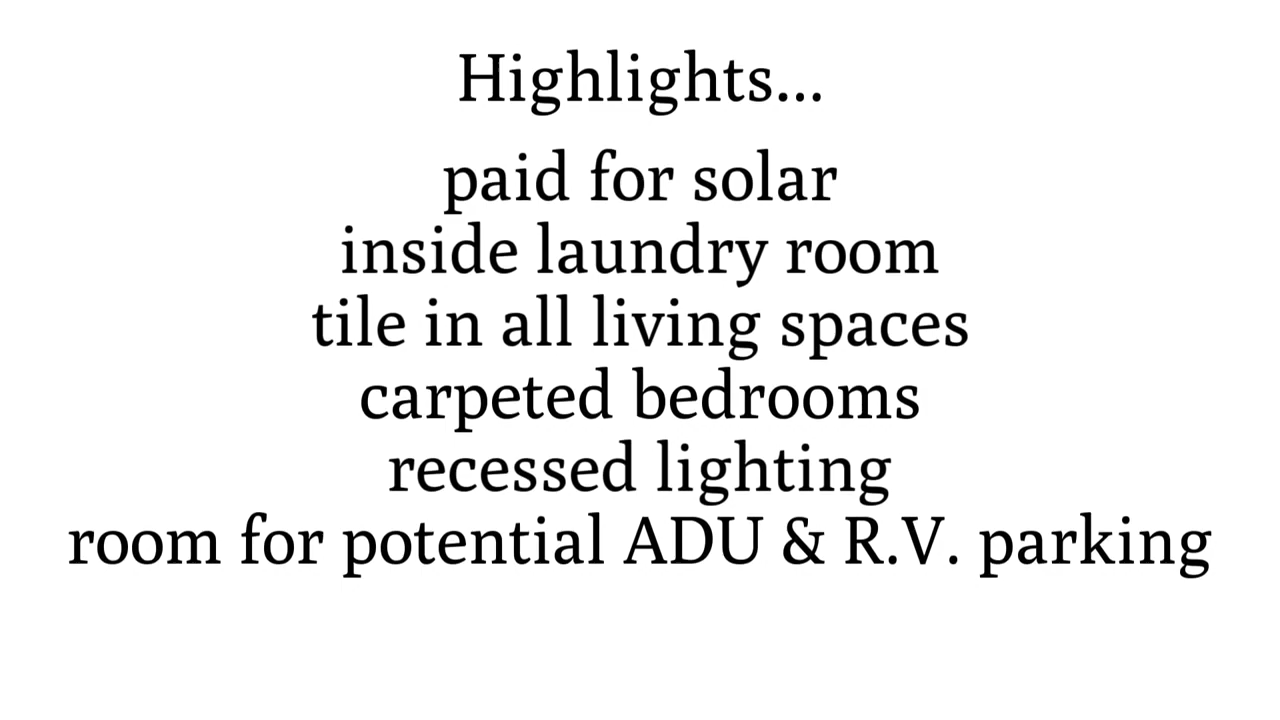 Highlights...
paid for solar
inside laundry room
tile in all living spaces
carpeted bedrooms
recessed lighting
room for potential ADU & R.V. parking